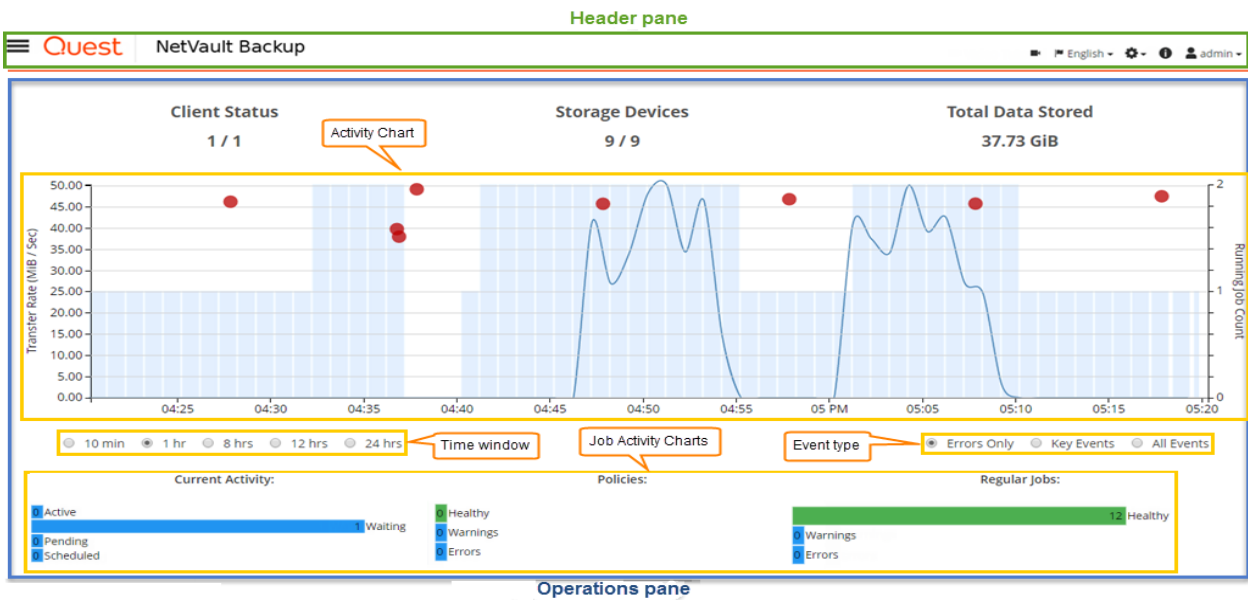 Header pane
Quest NetVault Backup
English admin
Client Status Storage Devices Total Data Stored
1 / 1 9 / 9 37.73 GiB
Activity Chart
Transfer Rate (MiB / Sec)
50.00
45.00
40.00
35.00
30.00
25.00
20.00
15.00
10.00
5.00
0.00
2
1
0
Running Job Count
04:25 04:30 04:35 04:40 04:45 04:50 04:55 05 PM 05:05 05:10 05:15 05:20
10 min 1 hr 8 hrs 12 hrs 24 hrs
Time window
Job Activity Charts
Event type
Errors Only Key Events All Events
Current Activity:
0 Active
1 Waiting
0 Pending
0 Scheduled
Policies:
0 Healthy
0 Warnings
0 Errors
Regular Jobs:
12 Healthy
0 Warnings
0 Errors
Operations pane